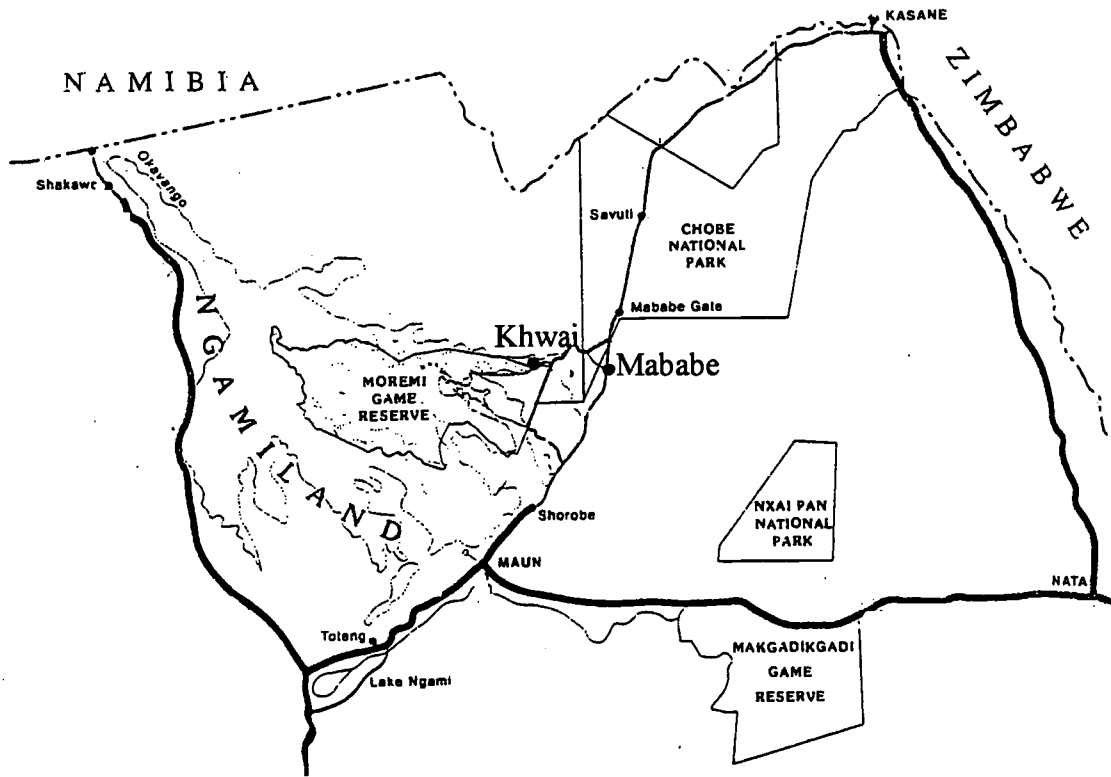 KASANE
NAMIBIA
ZIMBABWE
Okavango
Shakawe
Savuti
CHOBE
NATIONAL
PARK
NGAMILAND
Mababe Gate
Khwai
Mababe
MOREMI
GAME
RESERVE
NXAI PAN
NATIONAL
PARK
Shorobe
MAUN
NATA
Toteng
MAKGADIKGADI
GAME
RESERVE
Lake Ngami